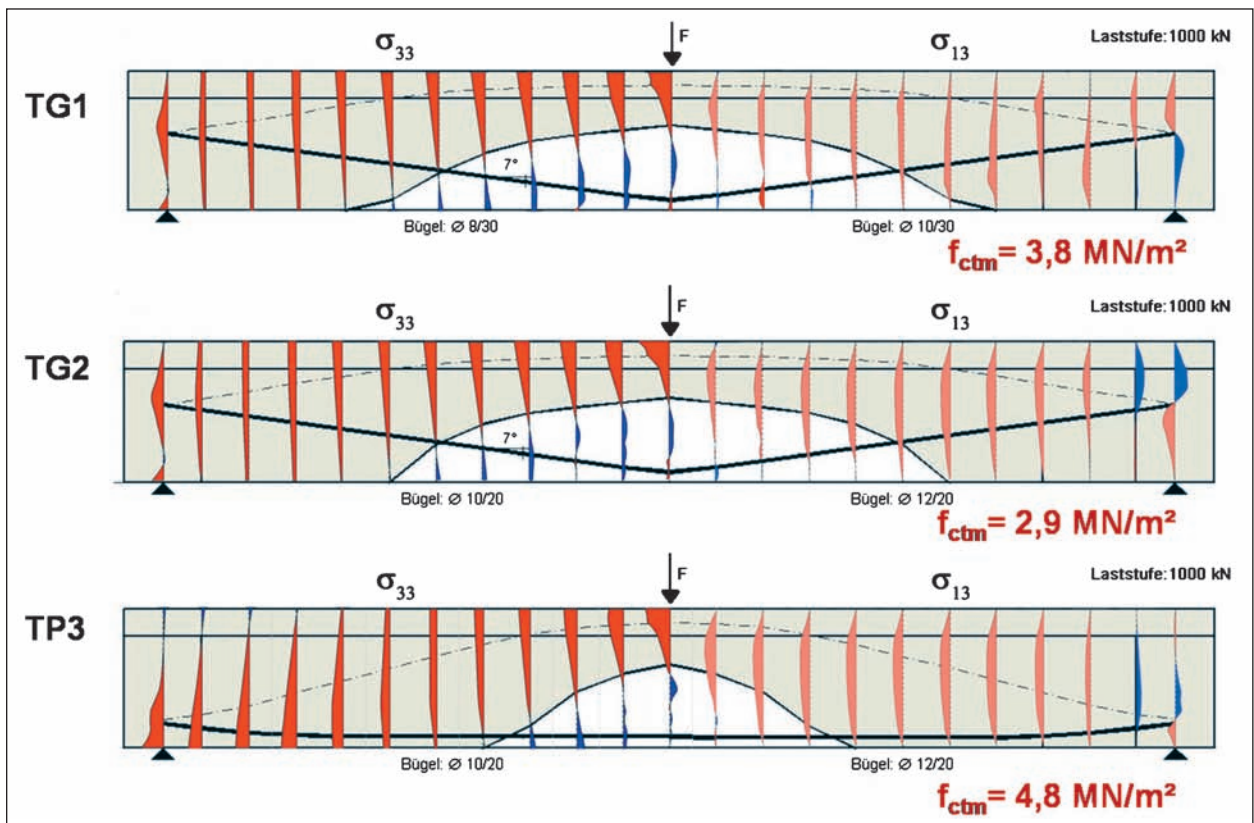 σ33 F σ13 Laststufe: 1000 kN
TG1
7°
Bügel: Ø 8/30 Bügel: Ø 10/30
fctm= 3,8 MN/m²
σ33 F σ13 Laststufe: 1000 kN
TG2
7°
Bügel: Ø 10/20 Bügel: Ø 12/20
fctm= 2,9 MN/m²
σ33 F σ13 Laststufe: 1000 kN
TP3
Bügel: Ø 10/20 Bügel: Ø 12/20
fctm= 4,8 MN/m²